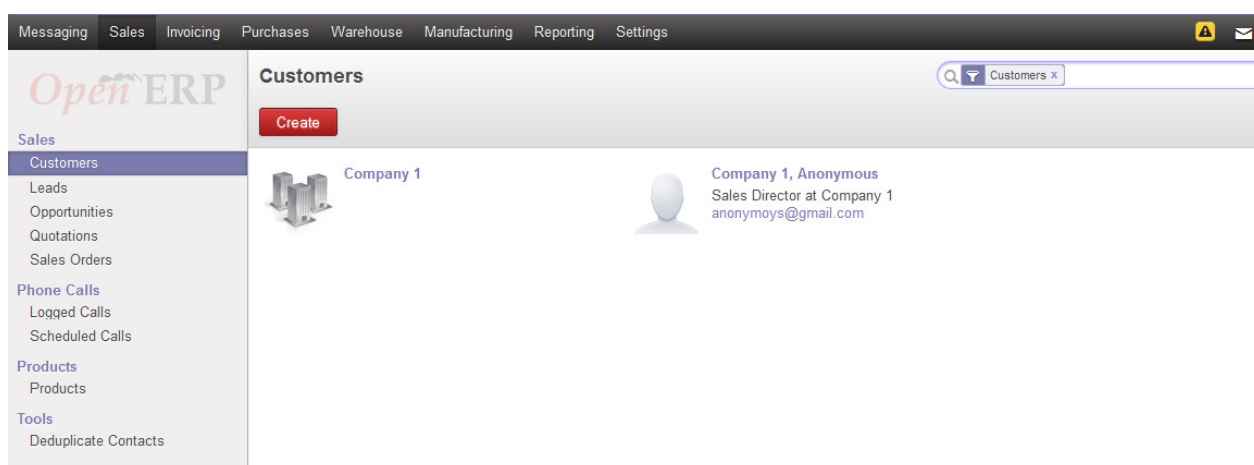 Messaging Sales Invoicing Purchases Warehouse Manufacturing Reporting Settings
Open ERP
Customers
Customers x
Create
Sales
Customers
Leads
Opportunities
Quotations
Sales Orders
Phone Calls
Logged Calls
Scheduled Calls
Products
Products
Tools
Deduplicate Contacts
Company 1
Company 1, Anonymous
Sales Director at Company 1
anonymoys@gmail.com